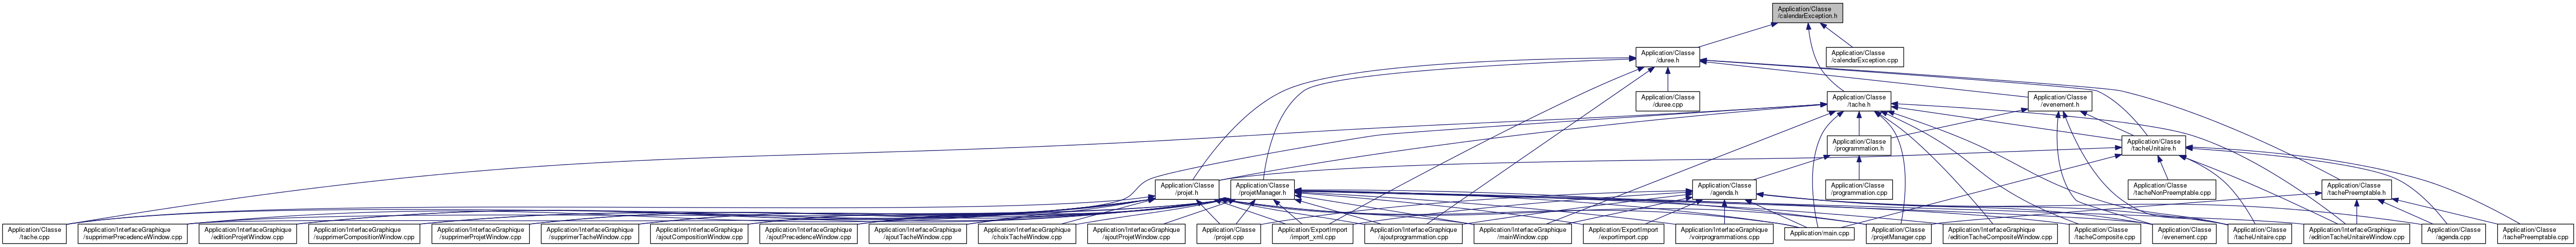 Application/Classe
/calendarException.h
Application/Classe
/duree.h
Application/Classe
/calendarException.cpp
Application/Classe
/duree.cpp
Application/Classe
/tache.h
Application/Classe
/evenement.h
Application/Classe
/programmation.h
Application/Classe
/tacheUnitaire.h
Application/Classe
/projet.h
Application/Classe
/projetManager.h
Application/Classe
/agenda.h
Application/Classe
/programmation.cpp
Application/Classe
/tacheNonPreemptable.cpp
Application/Classe
/tachePreemptable.h
Application/Classe
/tache.cpp
Application/InterfaceGraphique
/supprimerPrecedenceWindow.cpp
Application/InterfaceGraphique
/editionProjetWindow.cpp
Application/InterfaceGraphique
/supprimerCompositionWindow.cpp
Application/InterfaceGraphique
/supprimerProjetWindow.cpp
Application/InterfaceGraphique
/supprimerTacheWindow.cpp
Application/InterfaceGraphique
/ajoutCompositionWindow.cpp
Application/InterfaceGraphique
/ajoutPrecedenceWindow.cpp
Application/InterfaceGraphique
/ajoutTacheWindow.cpp
Application/InterfaceGraphique
/choixTacheWindow.cpp
Application/InterfaceGraphique
/ajoutProjetWindow.cpp
Application/Classe
/projet.cpp
Application/ExportImport
/import_xml.cpp
Application/InterfaceGraphique
/ajoutprogrammation.cpp
Application/InterfaceGraphique
/mainWindow.cpp
Application/ExportImport
/exportimport.cpp
Application/InterfaceGraphique
/voirprogrammations.cpp
Application/main.cpp
Application/Classe
/projetManager.cpp
Application/InterfaceGraphique
/editionTacheCompositeWindow.cpp
Application/Classe
/tacheComposite.cpp
Application/Classe
/evenement.cpp
Application/Classe
/tacheUnitaire.cpp
Application/InterfaceGraphique
/editionTacheUnitaireWindow.cpp
Application/Classe
/agenda.cpp
Application/Classe
/tachePreemptable.cpp